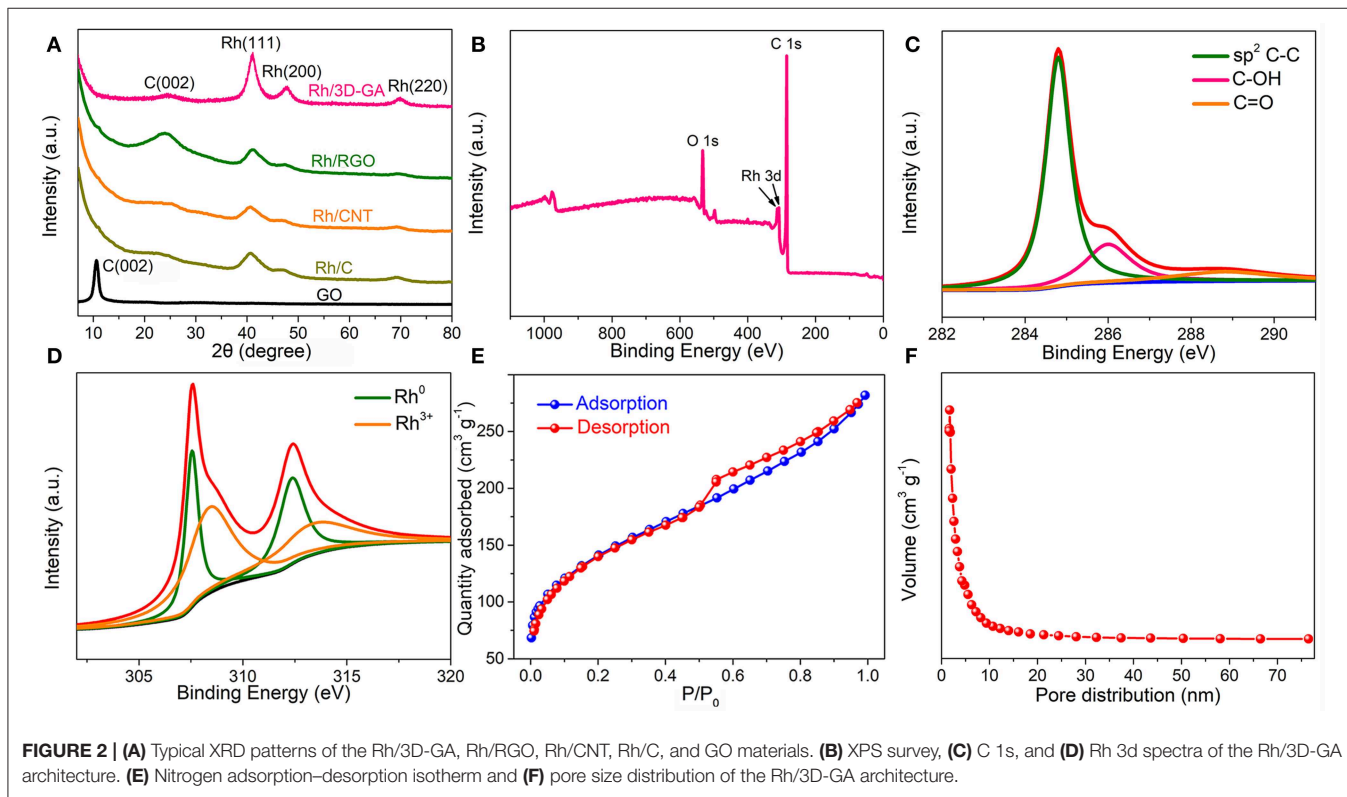 A
Rh(111)
Rh(200)
C(002)
Rh(220)
Rh/3D-GA
Rh/RGO
Rh/CNT
Rh/C
C(002)
GO
Intensity (a.u.)
10 20 30 40 50 60 70 80
2θ (degree)
B
C 1s
O 1s
Rh 3d
Intensity (a.u.)
1000 800 600 400 200 0
Binding Energy (eV)
C
sp² C-C
C-OH
C=O
Intensity (a.u.)
282 284 286 288 290
Binding Energy (eV)
D
Rh⁰
Rh³⁺
Intensity (a.u.)
305 310 315 320
Binding Energy (eV)
E
Adsorption
Desorption
Quantity adsorbed (cm³ g⁻¹)
250
200
150
100
50
0.0 0.2 0.4 0.6 0.8 1.0
P/P₀
F
Volume (cm³ g⁻¹)
0 10 20 30 40 50 60 70
Pore distribution (nm)
FIGURE 2 | (A) Typical XRD patterns of the Rh/3D-GA, Rh/RGO, Rh/CNT, Rh/C, and GO materials. (B) XPS survey, (C) C 1s, and (D) Rh 3d spectra of the Rh/3D-GA
architecture. (E) Nitrogen adsorption–desorption isotherm and (F) pore size distribution of the Rh/3D-GA architecture.